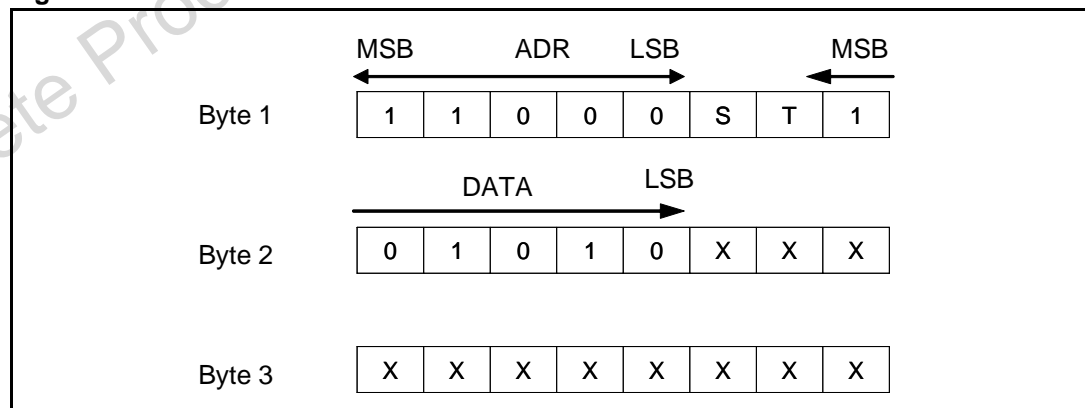 MSB ADR LSB MSB
Byte 1 1 1 0 0 0 S T 1
DATA LSB
Byte 2 0 1 0 1 0 X X X
Byte 3 X X X X X X X X